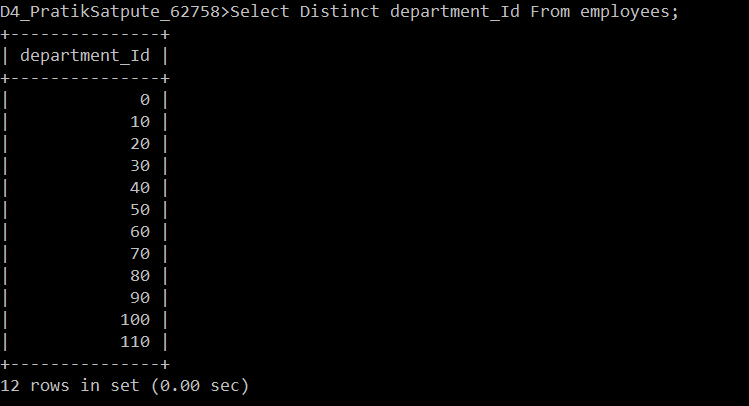 D4_PratikSatpute_62758>Select Distinct department_Id From employees;
+---------------+
| department_Id |
+---------------+
|             0 |
|            10 |
|            20 |
|            30 |
|            40 |
|            50 |
|            60 |
|            70 |
|            80 |
|            90 |
|           100 |
|           110 |
+---------------+
12 rows in set (0.00 sec)